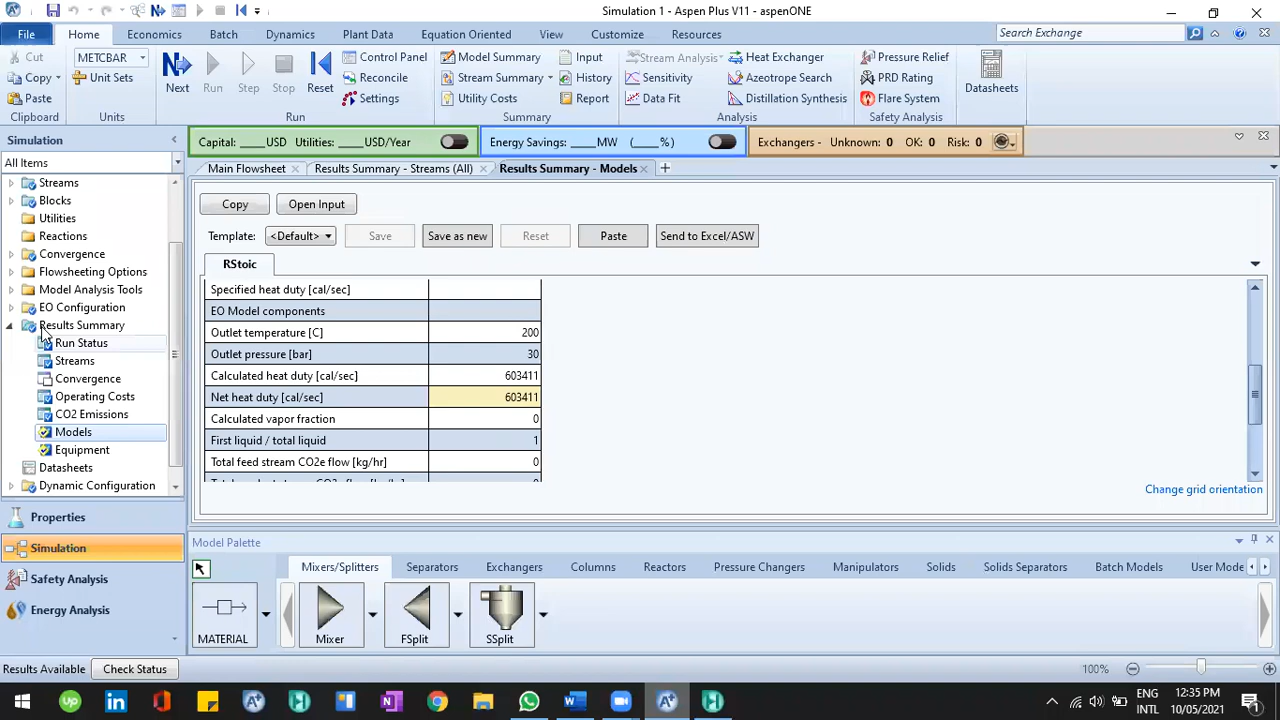 Simulation 1 - Aspen Plus V11 - aspenONE
File Home Economics Batch Dynamics Plant Data Equation Oriented View Customize Resources Search Exchange
Cut METCBAR Control Panel Model Summary Input Stream Analysis Heat Exchanger Pressure Relief
Copy Unit Sets Reconcile Stream Summary History Sensitivity Azeotrope Search PRD Rating
Next Run Step Stop Reset Datasheets
Paste Settings Utility Costs Report Data Fit Distillation Synthesis Flare System
Clipboard Units Run Summary Analysis Safety Analysis
Simulation
Capital: ____USD Utilities: ____USD/Year Energy Savings: ____MW (____%) Exchangers - Unknown: 0 OK: 0 Risk: 0
All Items
Main Flowsheet Results Summary - Streams (All) Results Summary - Models
Streams
Blocks
Utilities
Reactions
Convergence
Flowsheeting Options
Model Analysis Tools
EO Configuration
Results Summary
Run Status
Streams
Convergence
Operating Costs
CO2 Emissions
Models
Equipment
Datasheets
Dynamic Configuration
Copy Open Input
Template: <Default> Save Save as new Reset Paste Send to Excel/ASW
RStoic
Specified heat duty [cal/sec]
EO Model components
Outlet temperature [C] 200
Outlet pressure [bar] 30
Calculated heat duty [cal/sec] 603411
Net heat duty [cal/sec] 603411
Calculated vapor fraction 0
First liquid / total liquid 1
Total feed stream CO2e flow [kg/hr] 0
Change grid orientation
Properties
Simulation
Safety Analysis
Energy Analysis
Model Palette
Mixers/Splitters Separators Exchangers Columns Reactors Pressure Changers Manipulators Solids Solids Separators Batch Models User Mode
MATERIAL Mixer FSplit SSplit
Results Available Check Status 100%
ENG 12:35 PM
INTL 10/05/2021